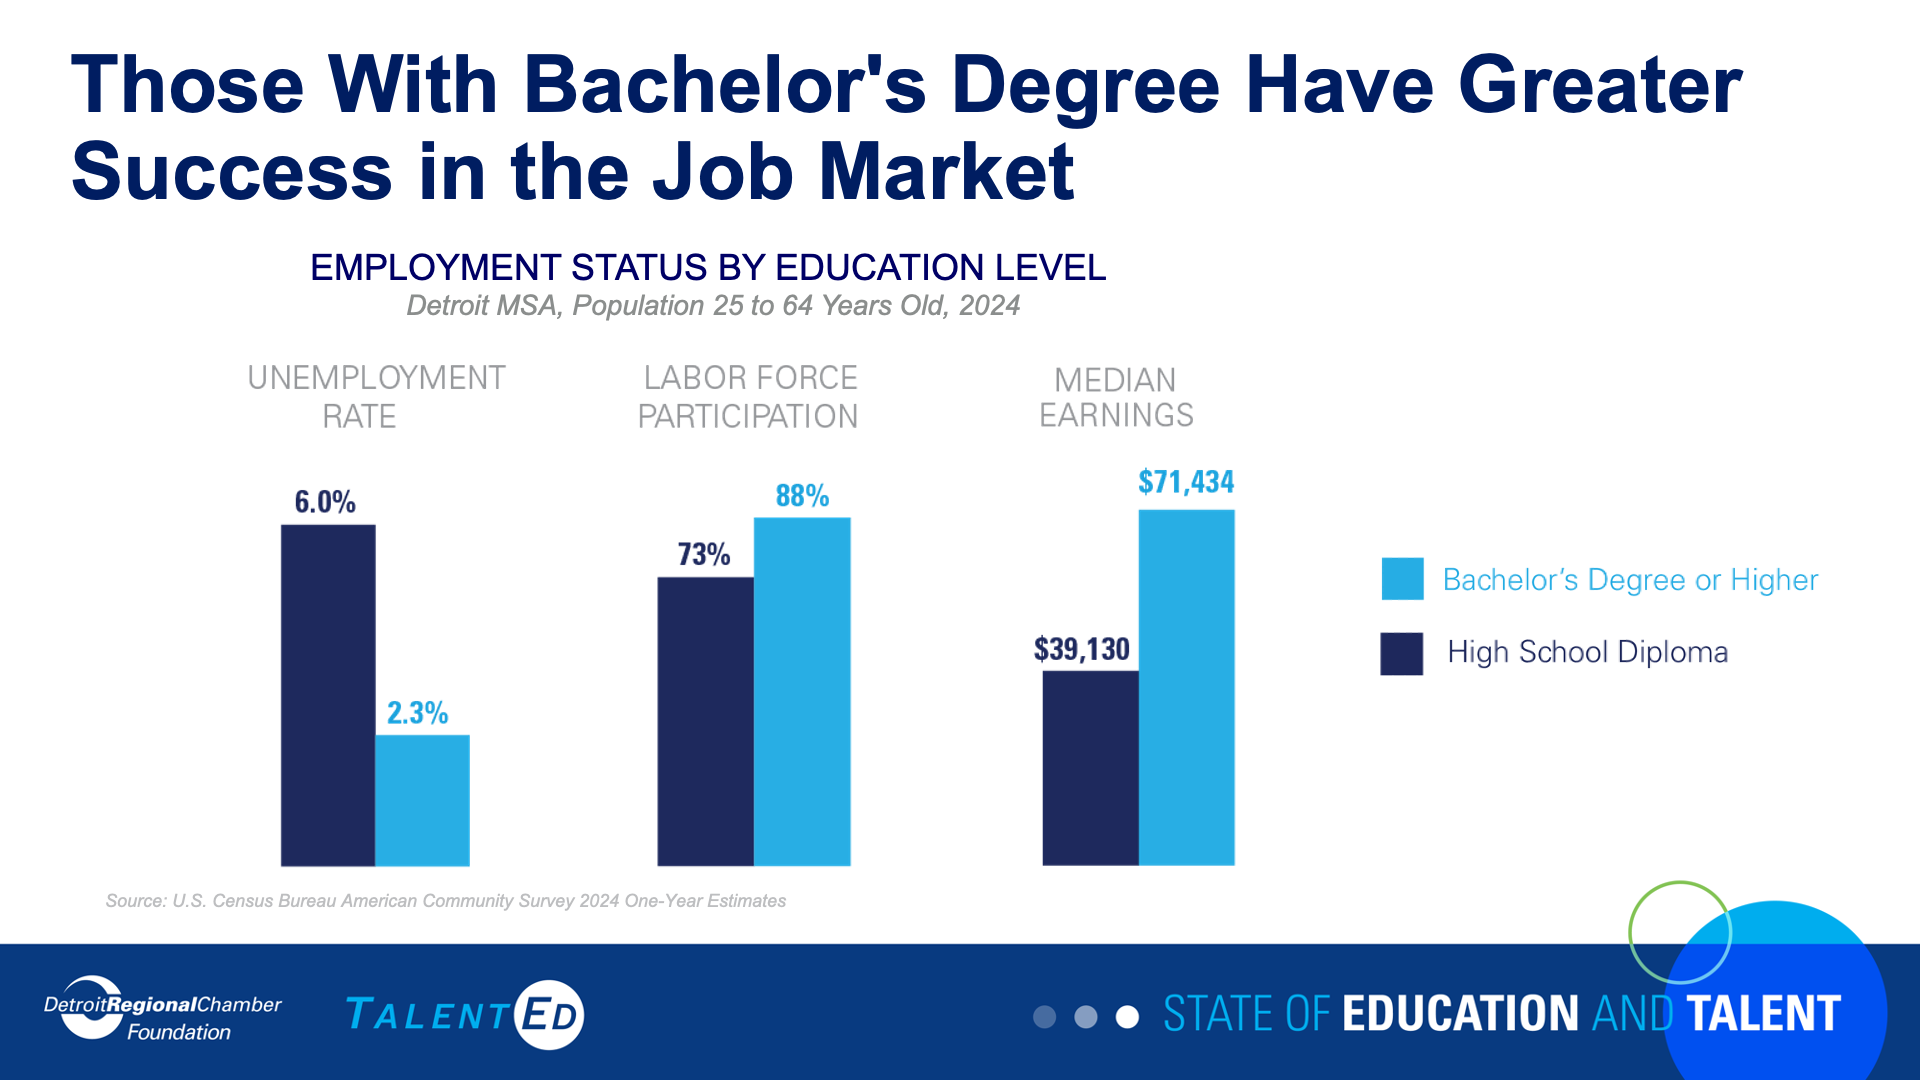 Those With Bachelor's Degree Have Greater
Success in the Job Market
EMPLOYMENT STATUS BY EDUCATION LEVEL
Detroit MSA, Population 25 to 64 Years Old, 2024
UNEMPLOYMENT
RATE
6.0%
2.3%
LABOR FORCE
PARTICIPATION
73%
88%
MEDIAN
EARNINGS
$39,130
$71,434
Bachelor’s Degree or Higher
High School Diploma
Source: U.S. Census Bureau American Community Survey 2024 One-Year Estimates
DetroitRegionalChamber
Foundation
TALENTED
STATE OF EDUCATION AND TALENT